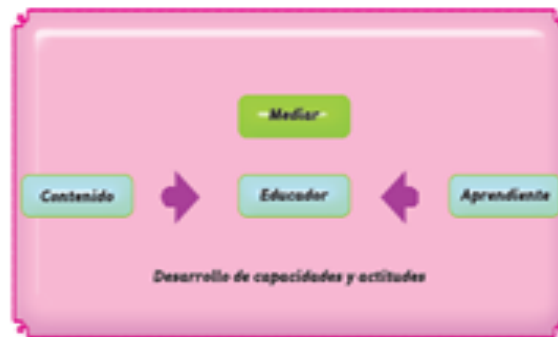 Mediar
Contenido
Educador
Aprendiente
Desarrollo de capacidades y actitudes